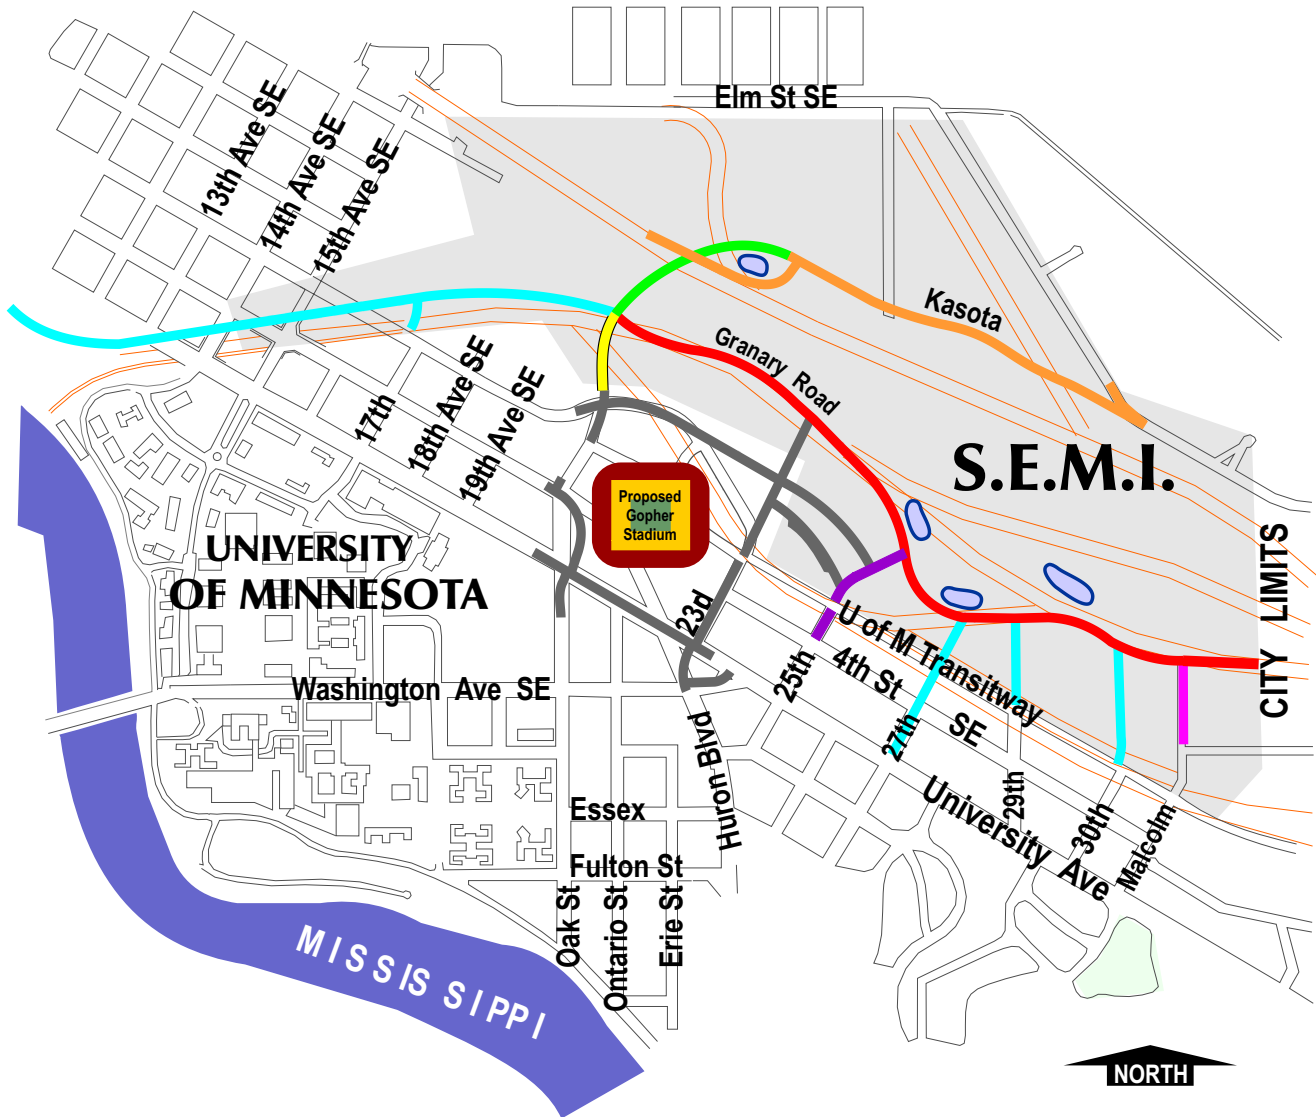 Elm St SE
13th Ave SE
14th Ave SE
15th Ave SE
Kasota
Granary Road
17th
18th Ave SE
19th Ave SE
S.E.M.I.
Proposed
Gopher
Stadium
UNIVERSITY
OF MINNESOTA
CITY LIMITS
23d
U of M Transitway
25th
4th St SE
Washington Ave SE
27th
Huron Blvd
29th
University Ave
30th
Malcolm
Essex
Fulton St
Oak St
Ontario St
Erie St
MISSISSIPPI
NORTH